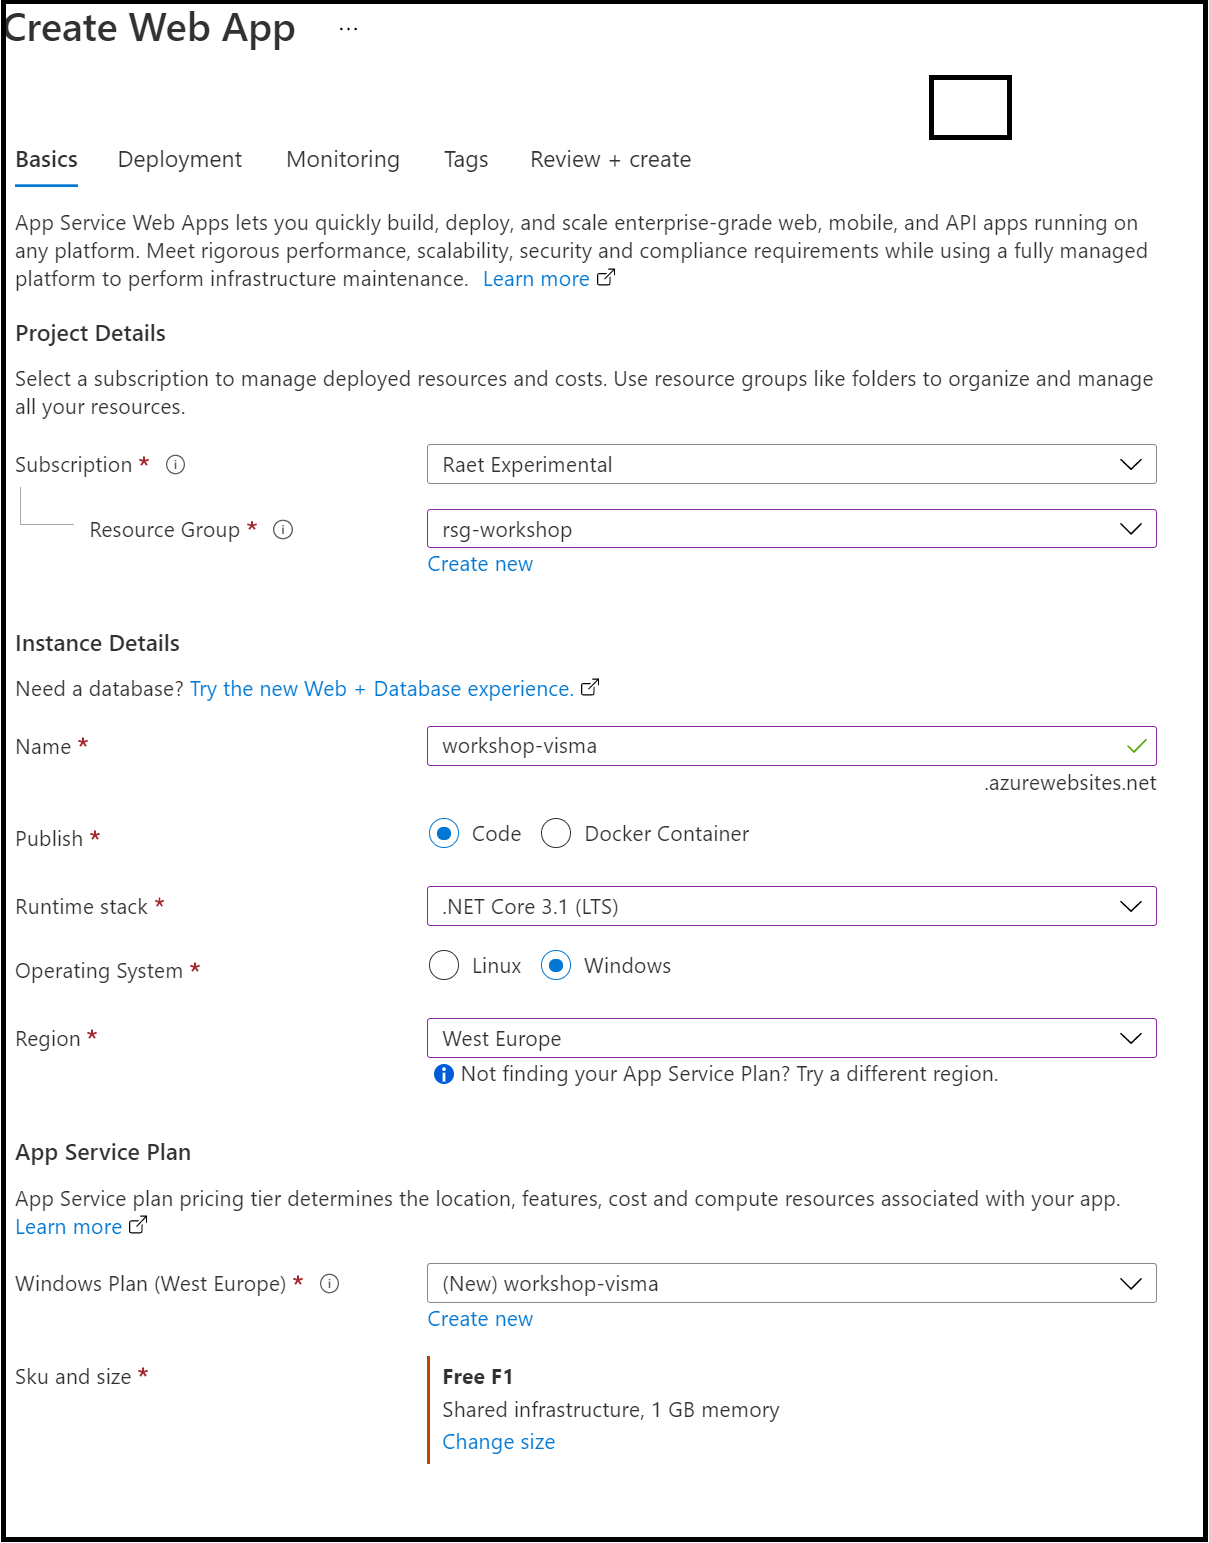 Create Web App ...
Basics Deployment Monitoring Tags Review + create
App Service Web Apps lets you quickly build, deploy, and scale enterprise-grade web, mobile, and API apps running on
any platform. Meet rigorous performance, scalability, security and compliance requirements while using a fully managed
platform to perform infrastructure maintenance. Learn more
Project Details
Select a subscription to manage deployed resources and costs. Use resource groups like folders to organize and manage
all your resources.
Subscription * Raet Experimental
Resource Group * rsg-workshop
Create new
Instance Details
Need a database? Try the new Web + Database experience.
Name * workshop-visma
.azurewebsites.net
Publish * Code Docker Container
Runtime stack * .NET Core 3.1 (LTS)
Operating System * Linux Windows
Region * West Europe
Not finding your App Service Plan? Try a different region.
App Service Plan
App Service plan pricing tier determines the location, features, cost and compute resources associated with your app.
Learn more
Windows Plan (West Europe) * (New) workshop-visma
Create new
Sku and size * Free F1
Shared infrastructure, 1 GB memory
Change size